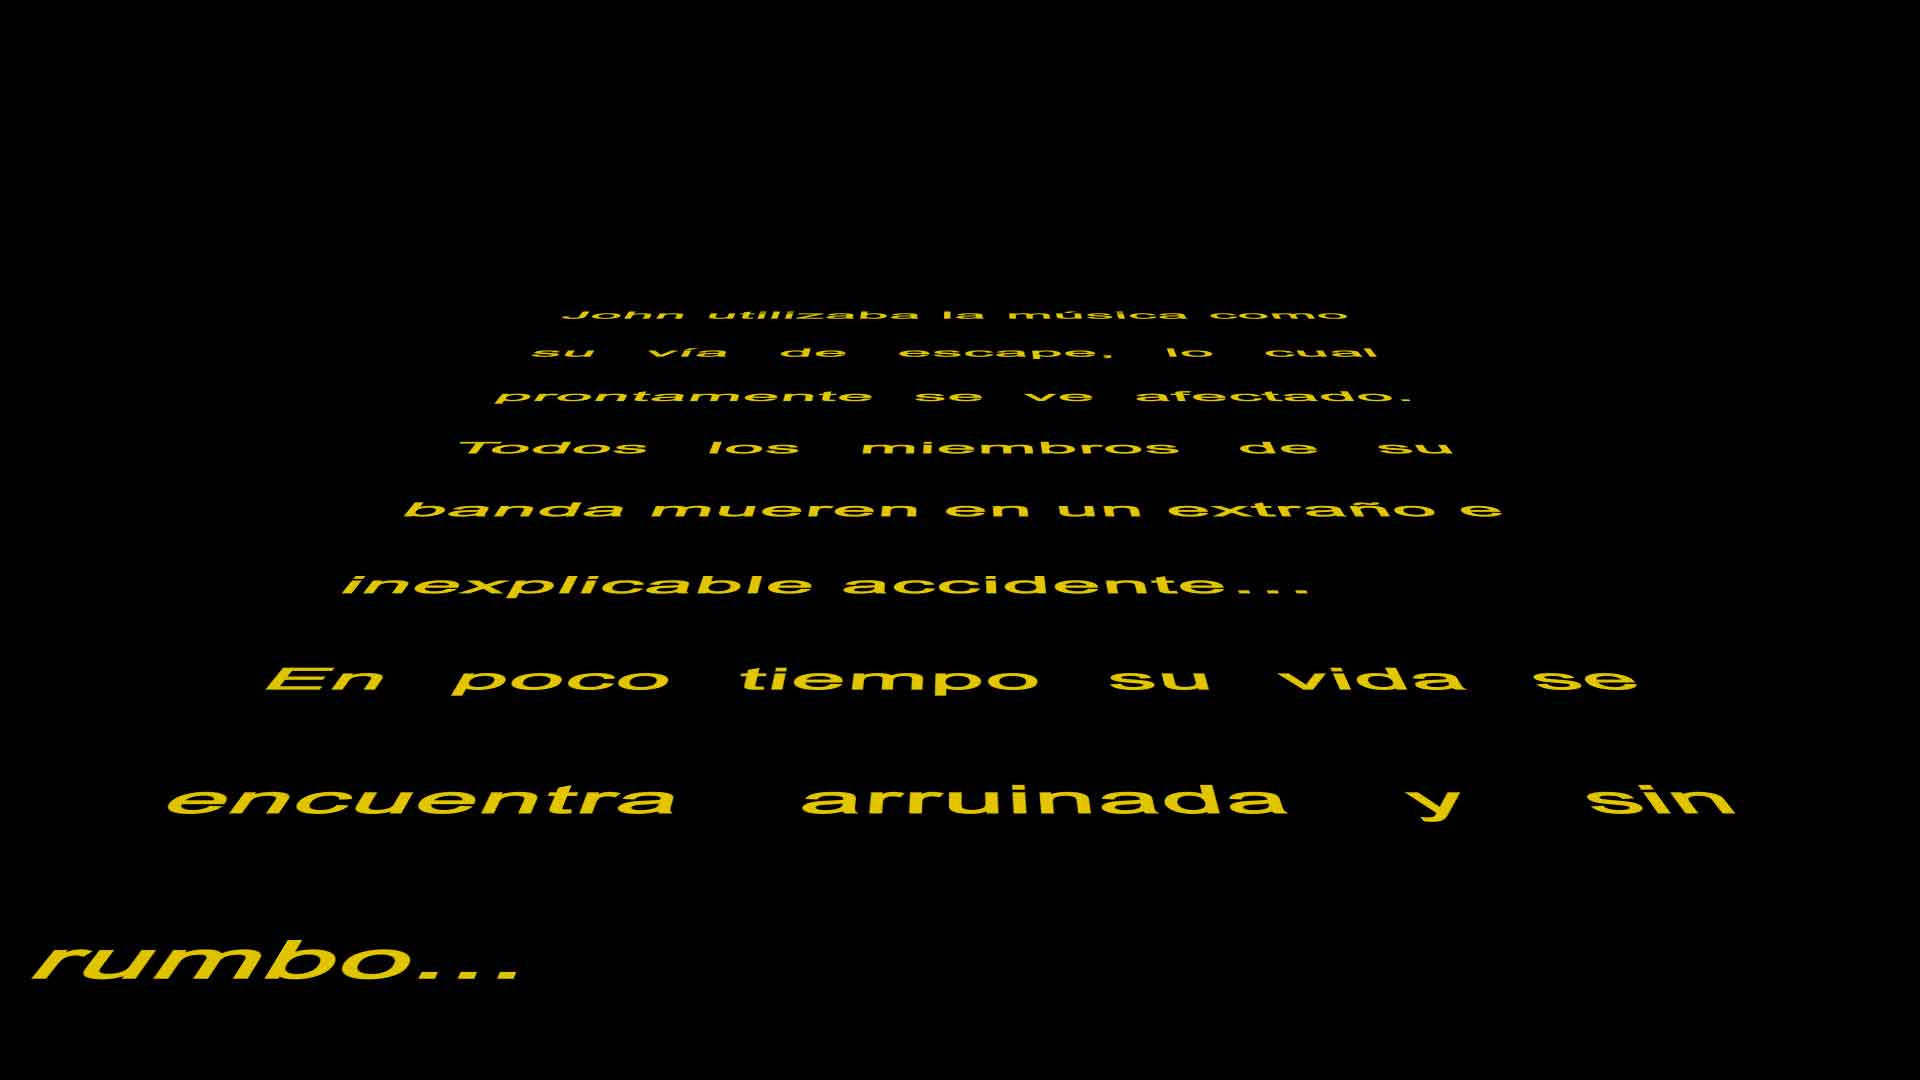 John utilizaba la música como
su vía de escape, lo cual
prontamente se ve afectado.
Todos los miembros de su
banda mueren en un extraño e
inexplicable accidente...
En poco tiempo su vida se
encuentra arruinada y sin
rumbo...